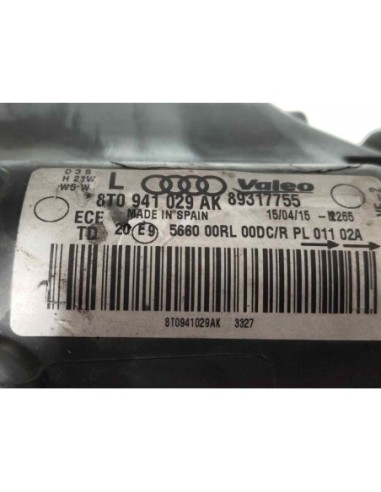 D3S
H 21W
W5W
L Valeo
8T0 941 029 AK 89317755
MADE IN SPAIN 15/04/15
ECE
TD 20 E9 5660 00RL 00DC/R PL 011 02A
8T0941029AK 3327